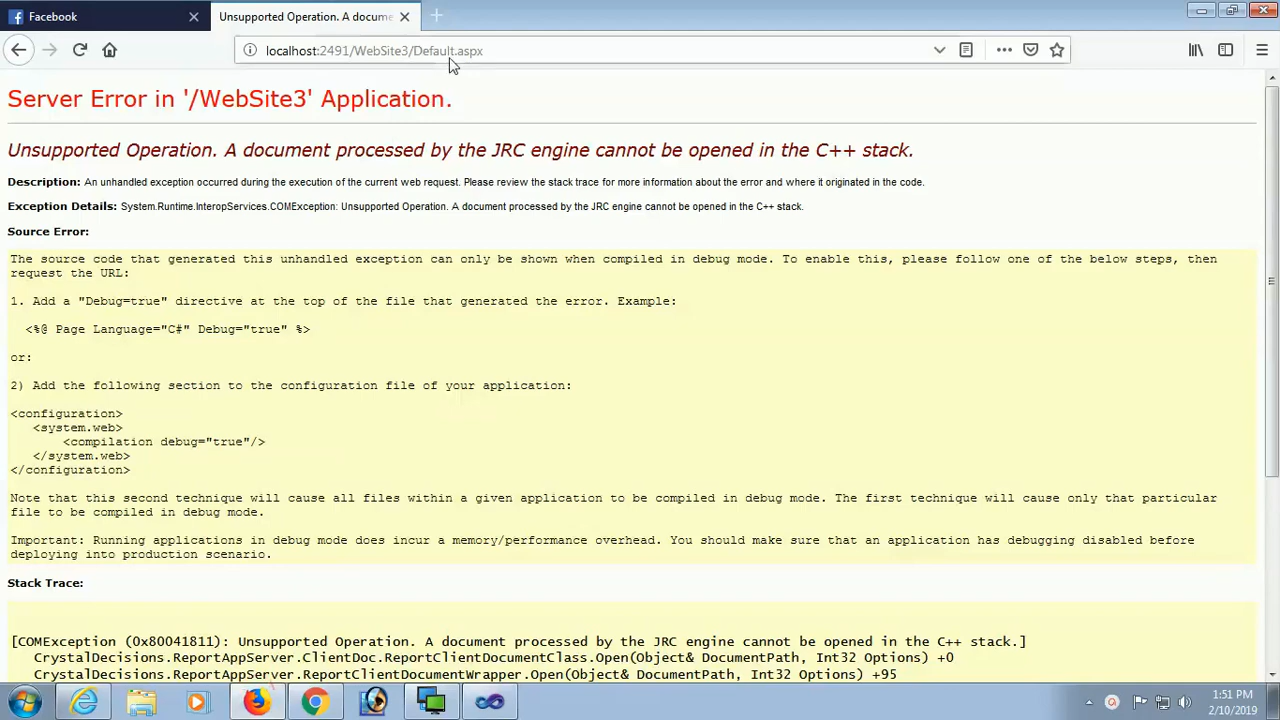 Facebook
Unsupported Operation. A docume
localhost:2491/WebSite3/Default.aspx
Server Error in '/WebSite3' Application.
Unsupported Operation. A document processed by the JRC engine cannot be opened in the C++ stack.
Description: An unhandled exception occurred during the execution of the current web request. Please review the stack trace for more information about the error and where it originated in the code.
Exception Details: System.Runtime.InteropServices.COMException: Unsupported Operation. A document processed by the JRC engine cannot be opened in the C++ stack.
Source Error:
The source code that generated this unhandled exception can only be shown when compiled in debug mode. To enable this, please follow one of the below steps, then
request the URL:
1. Add a "Debug=true" directive at the top of the file that generated the error. Example:
<%@ Page Language="C#" Debug="true" %>
or:
2) Add the following section to the configuration file of your application:
<configuration>
<system.web>
<compilation debug="true"/>
</system.web>
</configuration>
Note that this second technique will cause all files within a given application to be compiled in debug mode. The first technique will cause only that particular
file to be compiled in debug mode.
Important: Running applications in debug mode does incur a memory/performance overhead. You should make sure that an application has debugging disabled before
deploying into production scenario.
Stack Trace:
[COMException (0x80041811): Unsupported Operation. A document processed by the JRC engine cannot be opened in the C++ stack.]
CrystalDecisions.ReportAppServer.ClientDoc.ReportClientDocumentClass.Open(Object& DocumentPath, Int32 Options) +0
CrystalDecisions.ReportAppServer.ReportClientDocumentWrapper.Open(Object& DocumentPath, Int32 Options) +95
1:51 PM
2/10/2019